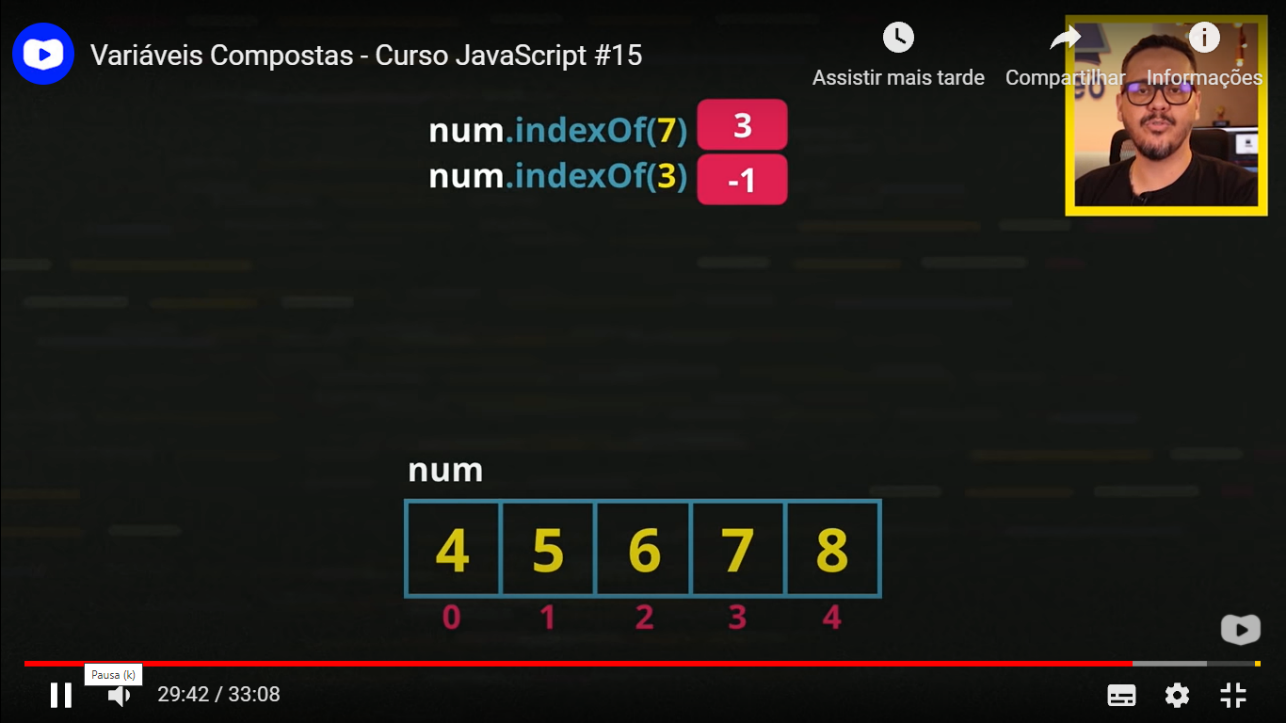 Variáveis Compostas - Curso JavaScript #15
Assistir mais tarde
Compartilhar
Informações
num.indexOf(7) 3
num.indexOf(3) -1
num
4 5 6 7 8
0 1 2 3 4
Pausa (k)
29:42 / 33:08